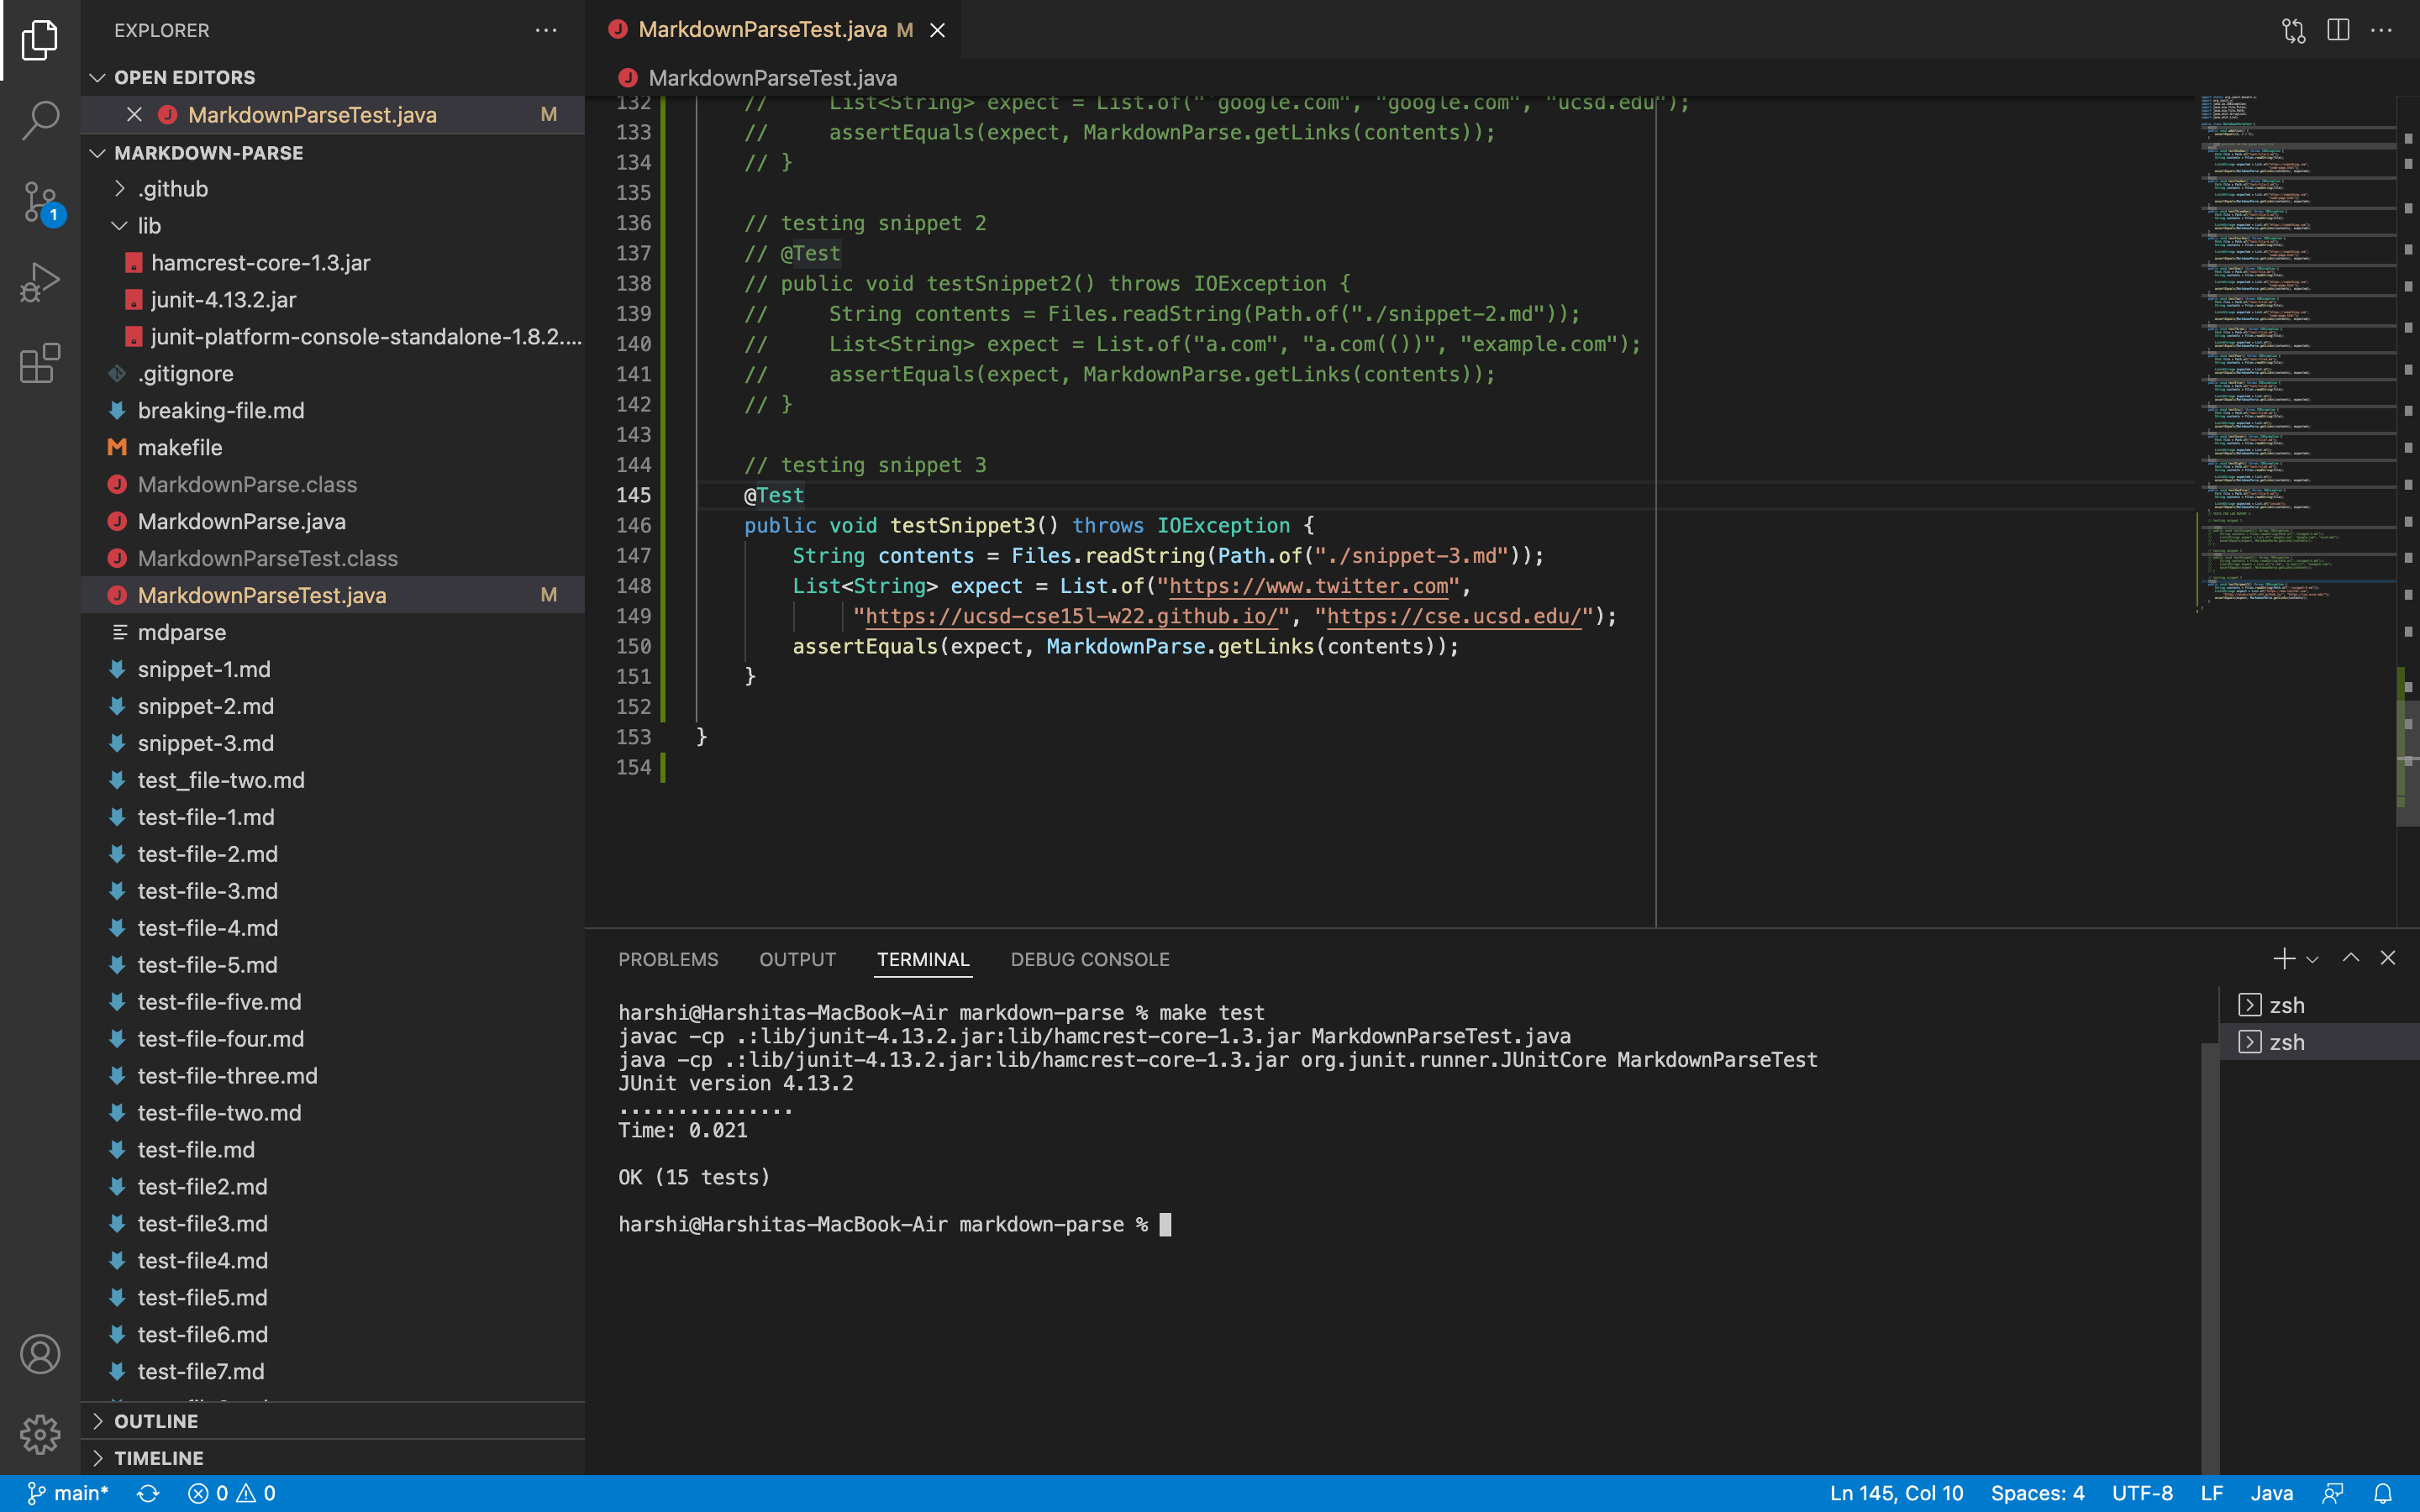 EXPLORER
OPEN EDITORS
MarkdownParseTest.java M
MARKDOWN-PARSE
.github
lib
hamcrest-core-1.3.jar
junit-4.13.2.jar
junit-platform-console-standalone-1.8.2....
.gitignore
breaking-file.md
makefile
MarkdownParse.class
MarkdownParse.java
MarkdownParseTest.class
MarkdownParseTest.java M
mdparse
snippet-1.md
snippet-2.md
snippet-3.md
test_file-two.md
test-file-1.md
test-file-2.md
test-file-3.md
test-file-4.md
test-file-5.md
test-file-five.md
test-file-four.md
test-file-three.md
test-file-two.md
test-file.md
test-file2.md
test-file3.md
test-file4.md
test-file5.md
test-file6.md
test-file7.md
OUTLINE
TIMELINE
1
MarkdownParseTest.java M
MarkdownParseTest.java
132 // List<String> expect = List.of("`google.com", "google.com", "ucsd.edu");
133 // assertEquals(expect, MarkdownParse.getLinks(contents));
134 // }
135
136 // testing snippet 2
137 // @Test
138 // public void testSnippet2() throws IOException {
139 // String contents = Files.readString(Path.of("./snippet-2.md"));
140 // List<String> expect = List.of("a.com", "a.com(())", "example.com");
141 // assertEquals(expect, MarkdownParse.getLinks(contents));
142 // }
143
144 // testing snippet 3
145 @Test
146 public void testSnippet3() throws IOException {
147 String contents = Files.readString(Path.of("./snippet-3.md"));
148 List<String> expect = List.of("https://www.twitter.com",
149 "https://ucsd-cse15l-w22.github.io/", "https://cse.ucsd.edu/");
150 assertEquals(expect, MarkdownParse.getLinks(contents));
151 }
152
153 }
154
PROBLEMS OUTPUT TERMINAL DEBUG CONSOLE
harshi@Harshitas-MacBook-Air markdown-parse % make test
javac -cp .:lib/junit-4.13.2.jar:lib/hamcrest-core-1.3.jar MarkdownParseTest.java
java -cp .:lib/junit-4.13.2.jar:lib/hamcrest-core-1.3.jar org.junit.runner.JUnitCore MarkdownParseTest
JUnit version 4.13.2
...............
Time: 0.021
OK (15 tests)
harshi@Harshitas-MacBook-Air markdown-parse %
zsh
zsh
main* 0 0 Ln 145, Col 10 Spaces: 4 UTF-8 LF Java